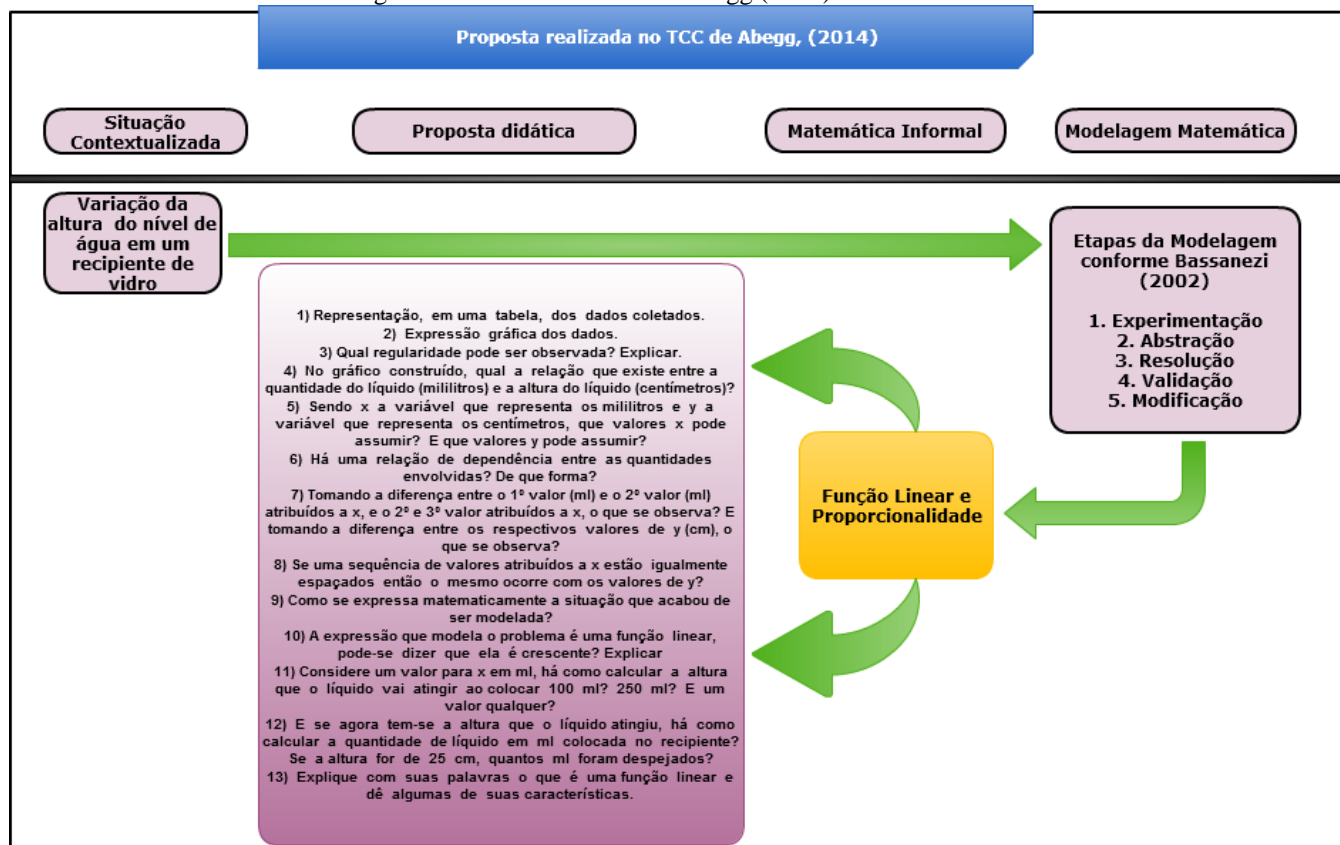 Proposta realizada no TCC de Abegg, (2014)
Situação
Contextualizada
Proposta didática
Matemática Informal
Modelagem Matemática
Variação da
altura do nível de
água em um
recipiente de
vidro
Etapas da Modelagem
conforme Bassanezi
(2002)
1. Experimentação
2. Abstração
3. Resolução
4. Validação
5. Modificação
1) Representação, em uma tabela, dos dados coletados.
2) Expressão gráfica dos dados.
3) Qual regularidade pode ser observada? Explicar.
4) No gráfico construído, qual a relação que existe entre a
quantidade do líquido (mililitros) e a altura do líquido (centímetros)?
5) Sendo x a variável que representa os mililitros e y a
variável que representa os centímetros, que valores x pode
assumir? E que valores y pode assumir?
6) Há uma relação de dependência entre as quantidades
envolvidas? De que forma?
7) Tomando a diferença entre o 1º valor (ml) e o 2º valor (ml)
atribuídos a x, e o 2º e 3º valor atribuídos a x, o que se observa? E
tomando a diferença entre os respectivos valores de y (cm), o
que se observa?
8) Se uma sequência de valores atribuídos a x estão igualmente
espaçados então o mesmo ocorre com os valores de y?
9) Como se expressa matematicamente a situação que acabou de
ser modelada?
10) A expressão que modela o problema é uma função linear,
pode-se dizer que ela é crescente? Explicar
11) Considere um valor para x em ml, há como calcular a altura
que o líquido vai atingir ao colocar 100 ml? 250 ml? E um
valor qualquer?
12) E se agora tem-se a altura que o líquido atingiu, há como
calcular a quantidade de líquido em ml colocada no recipiente?
Se a altura for de 25 cm, quantos ml foram despejados?
13) Explique com suas palavras o que é uma função linear e
dê algumas de suas características.
Função Linear e
Proporcionalidade